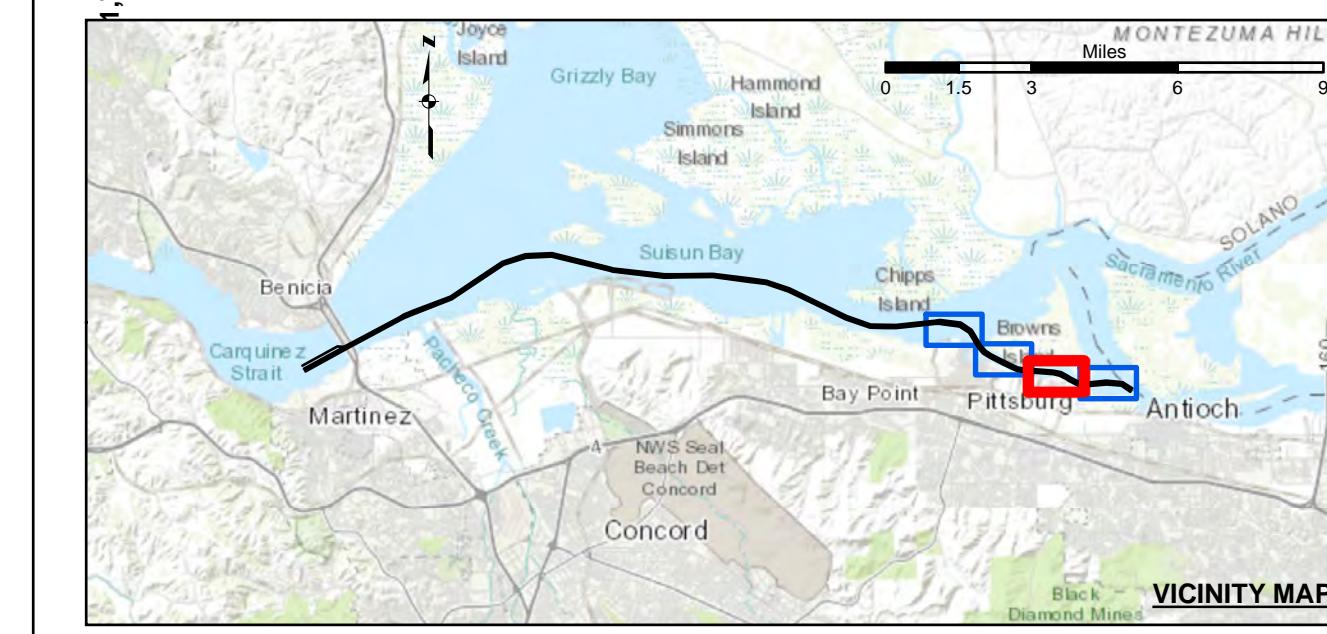 Joyce
Island
N
MONTEZUMA HIL
Miles
0 1.5 3 6 9
Grizzly Bay
Hammond
Island
Simmons
Island
SOLANO
Sacramento River
Suisun Bay
Chipps
Island
Benicia
Browns
Island
160
Carquinez
Strait
Pacheco Creek
Bay Point
Pittsburg
Antioch
Martinez
NWS Seal
Beach Det
Concord
Concord
Black
Diamond Mines
VICINITY MAP